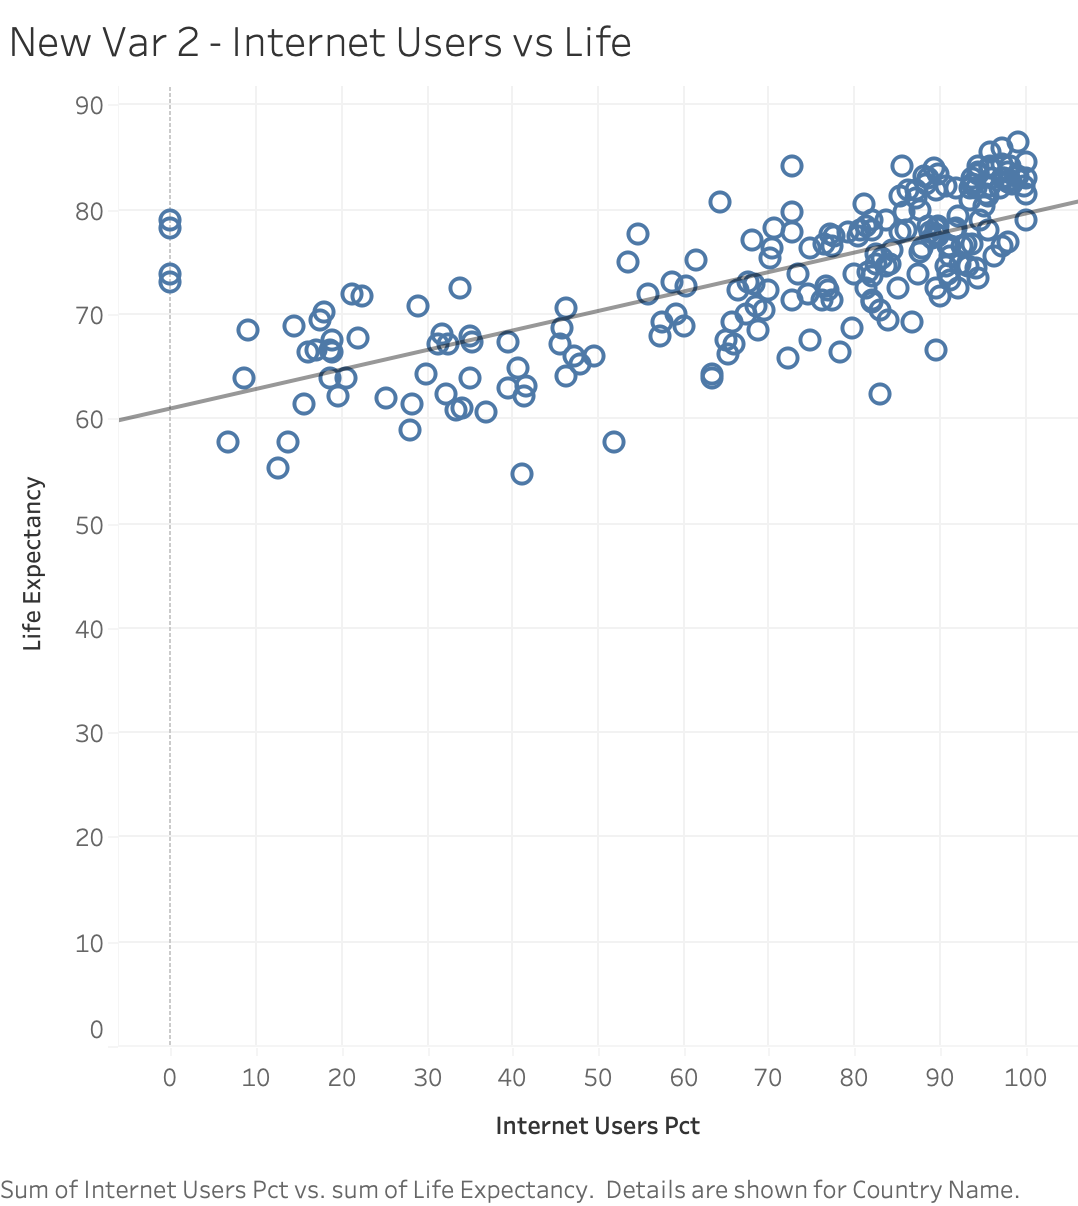 New Var 2 - Internet Users vs Life
90
80
70
60
50
40
30
20
10
0
Life Expectancy
0 10 20 30 40 50 60 70 80 90 100
Internet Users Pct
Sum of Internet Users Pct vs. sum of Life Expectancy.  Details are shown for Country Name.